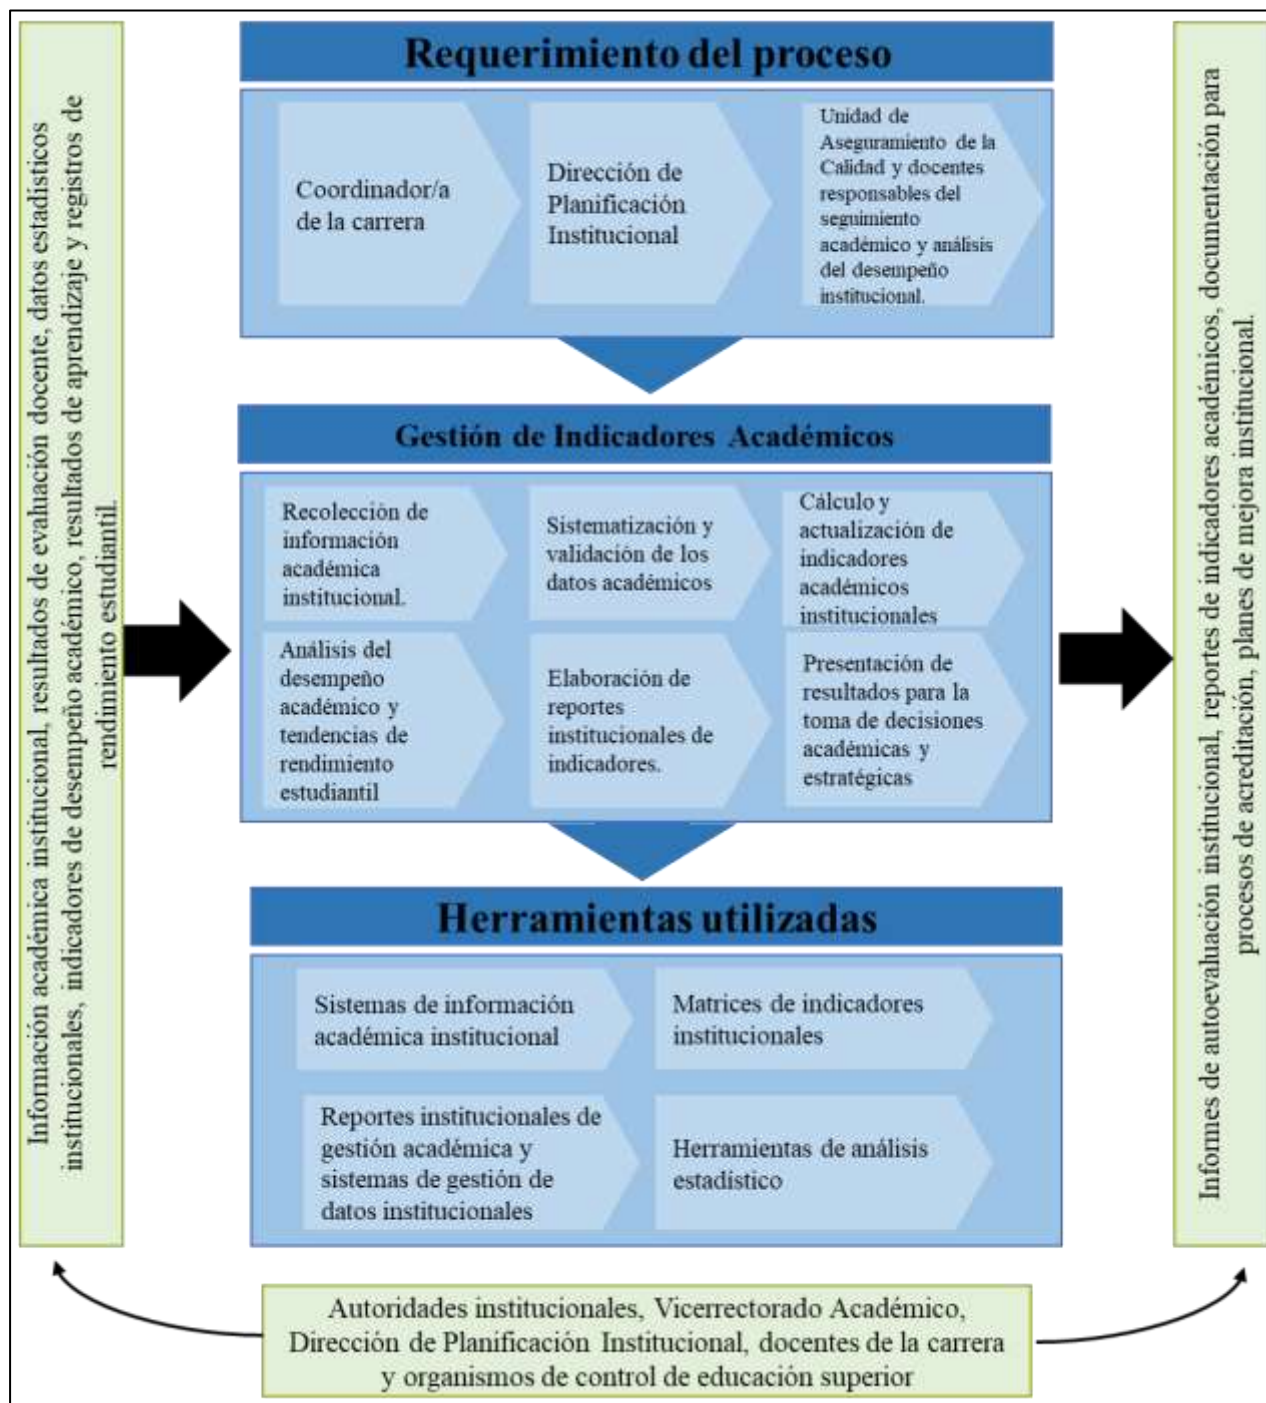 Información académica institucional, resultados de evaluación docente, datos estadísticos
institucionales, indicadores de desempeño académico, resultados de aprendizaje y registros de
rendimiento estudiantil.
Requerimiento del proceso
Coordinador/a
de la carrera
Dirección de
Planificación
Institucional
Unidad de
Aseguramiento de la
Calidad y docentes
responsables del
seguimiento
académico y análisis
del desempeño
institucional.
Gestión de Indicadores Académicos
Recolección de
información
académica
institucional.
Sistematización y
validación de los
datos académicos
Cálculo y
actualización de
indicadores
académicos
institucionales
Análisis del
desempeño
académico y
tendencias de
rendimiento
estudiantil
Elaboración de
reportes
institucionales de
indicadores.
Presentación de
resultados para la
toma de decisiones
académicas y
estratégicas
Herramientas utilizadas
Sistemas de información
académica institucional
Matrices de indicadores
institucionales
Reportes institucionales de
gestión académica y
sistemas de gestión de
datos institucionales
Herramientas de análisis
estadístico
Informes de autoevaluación institucional, reportes de indicadores académicos, documentación para
procesos de acreditación, planes de mejora institucional.
Autoridades institucionales, Vicerrectorado Académico,
Dirección de Planificación Institucional, docentes de la carrera
y organismos de control de educación superior